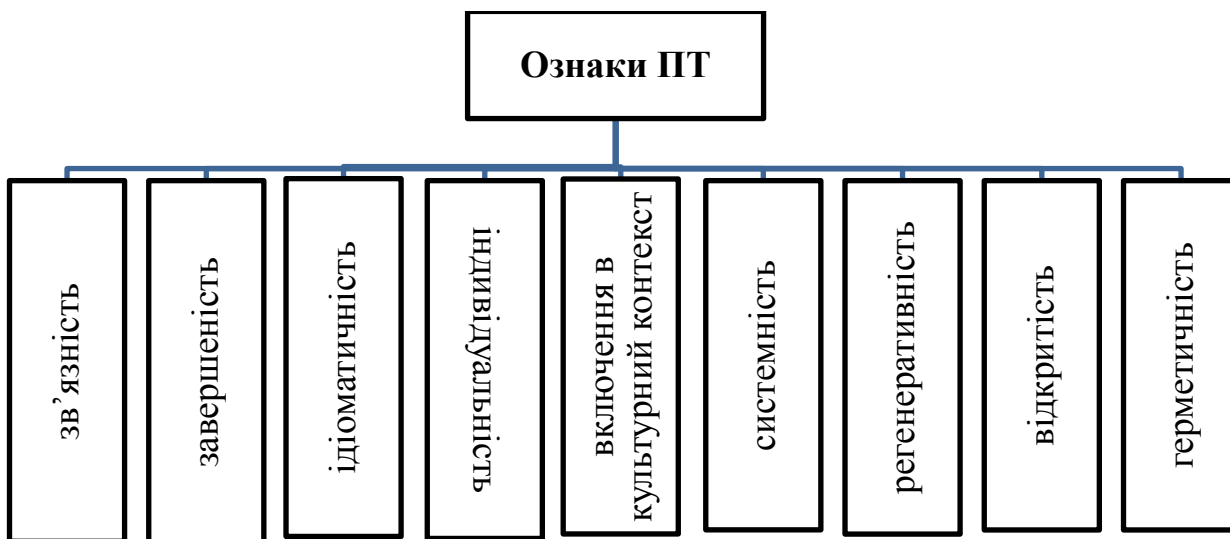 Ознаки ПТ
зв’язність
завершеність
ідіоматичність
індивідуальність
включення в
культурний контекст
системність
регенеративність
відкритість
герметичність